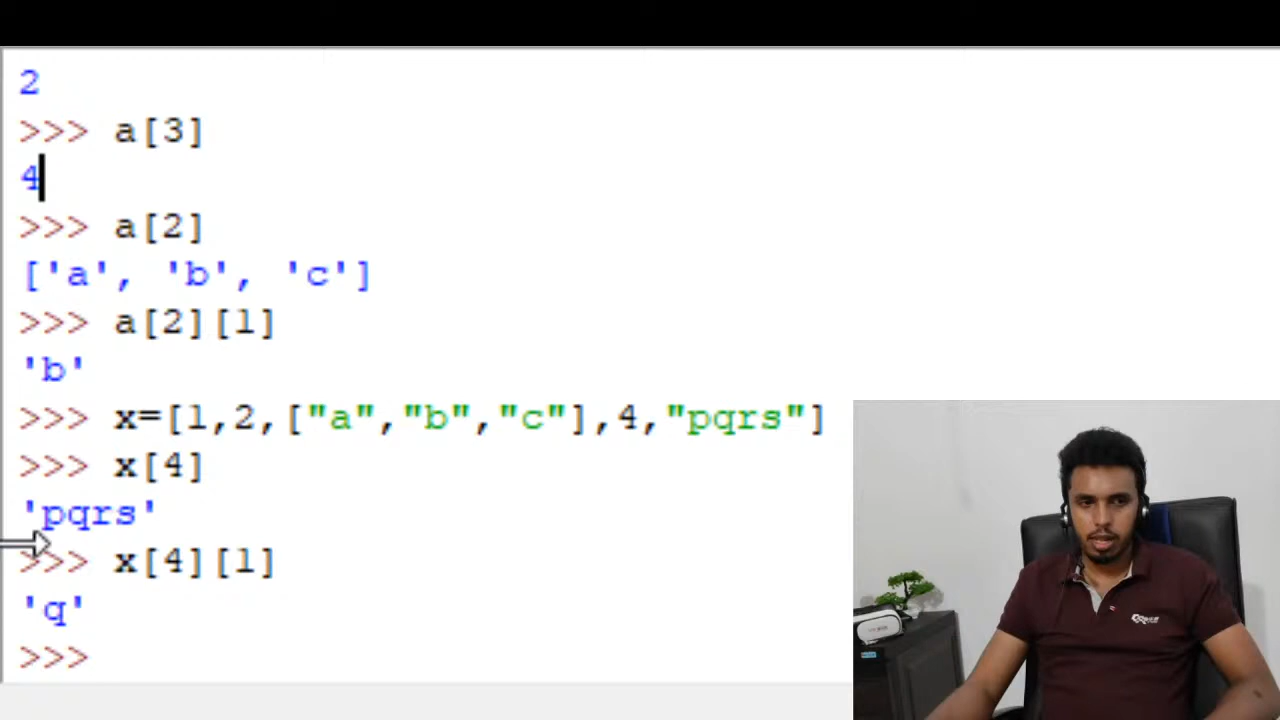 2
>>> a[3]
4
>>> a[2]
['a', 'b', 'c']
>>> a[2][1]
'b'
>>> x=[1,2,["a","b","c"],4,"pqrs"]
>>> x[4]
'pqrs'
>>> x[4][1]
'q'
>>>